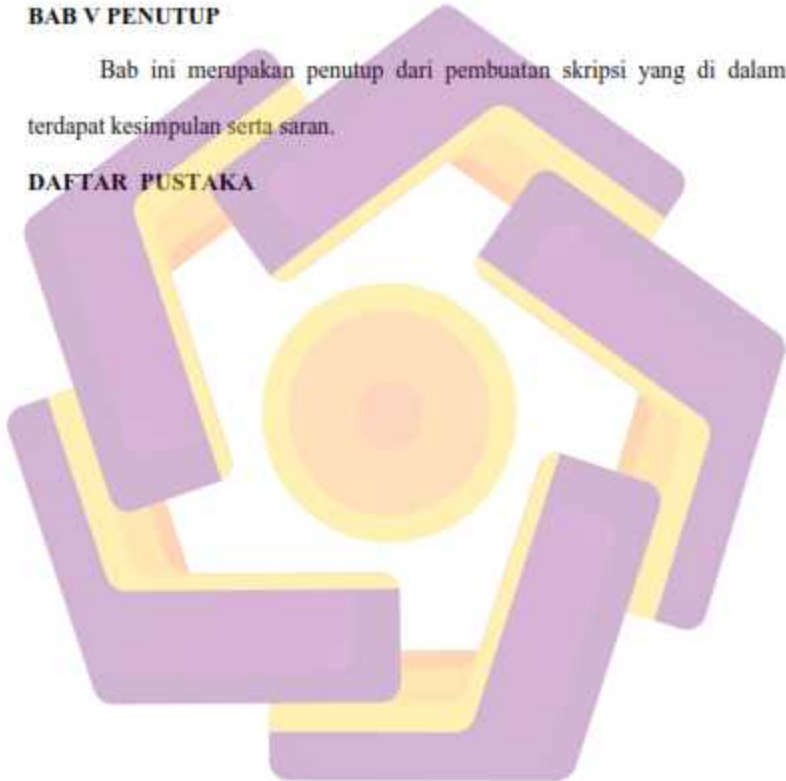 BAB V PENUTUP
Bab ini merupakan penutup dari pembuatan skripsi yang di dalam
terdapat kesimpulan serta saran.
DAFTAR PUSTAKA